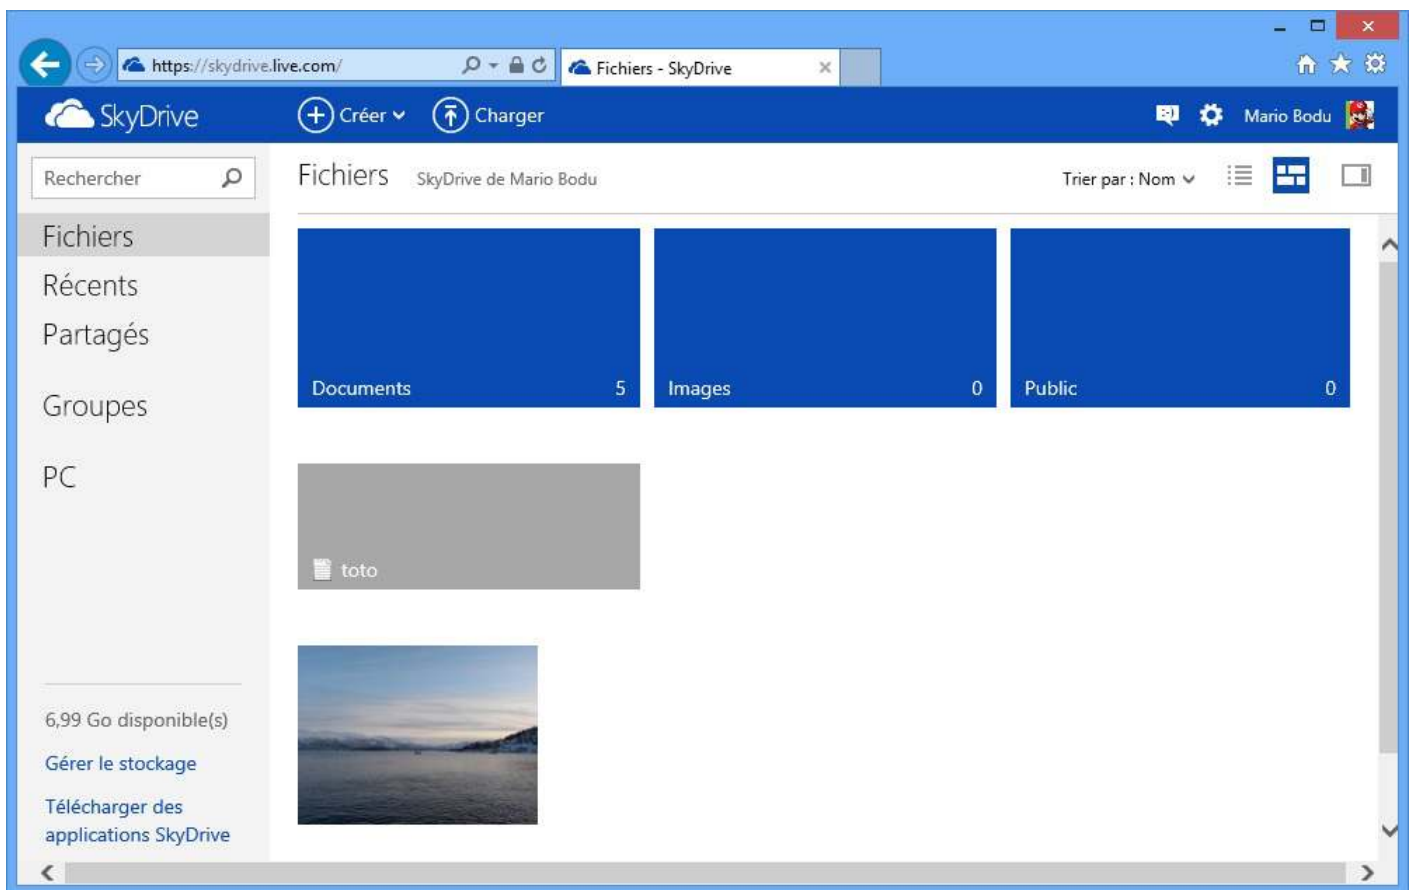 https://skydrive.live.com/
Fichiers - SkyDrive
SkyDrive
Créer
Charger
Mario Bodu
Rechercher
Fichiers
SkyDrive de Mario Bodu
Trier par : Nom
Fichiers
Récents
Partagés
Groupes
PC
Documents 5
Images 0
Public 0
toto
6,99 Go disponible(s)
Gérer le stockage
Télécharger des
applications SkyDrive